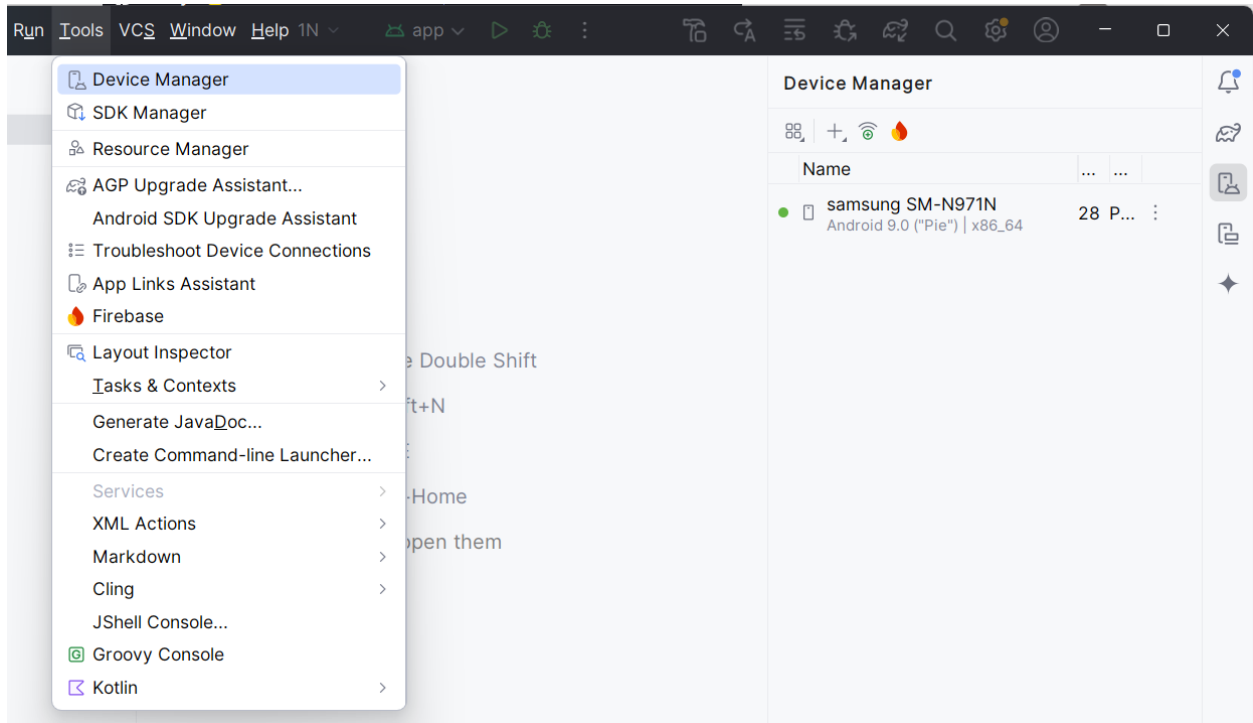 Run Tools VCS Window Help 1N app
Device Manager
SDK Manager
Resource Manager
AGP Upgrade Assistant...
Android SDK Upgrade Assistant
Troubleshoot Device Connections
App Links Assistant
Firebase
Layout Inspector
Tasks & Contexts
Generate JavaDoc...
Create Command-line Launcher...
Services
XML Actions
Markdown
Cling
JShell Console...
Groovy Console
Kotlin
Double Shift
ft+N
-Home
open them
Device Manager
Name ... ...
samsung SM-N971N 28 P...
Android 9.0 ("Pie") | x86_64